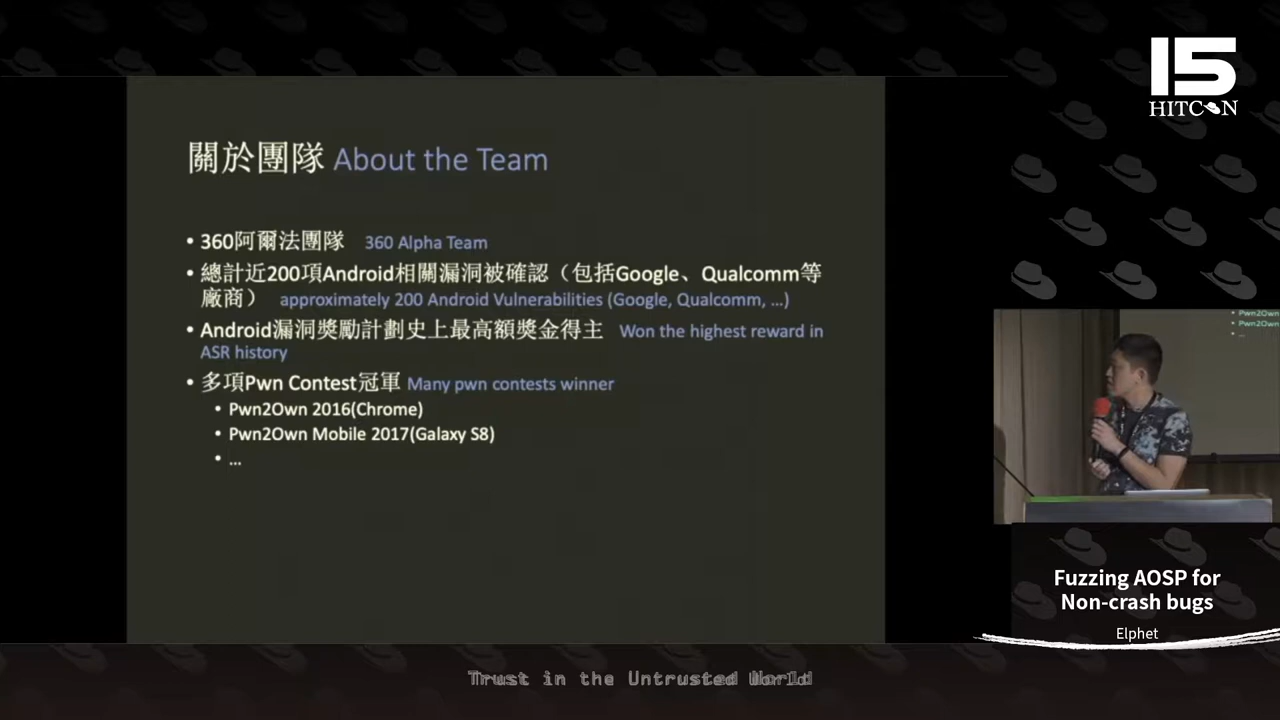 15
HITCON
關於團隊 About the Team
• 360阿爾法團隊 360 Alpha Team
• 總計近200項Android相關漏洞被確認（包括Google、Qualcomm等
廠商） approximately 200 Android Vulnerabilities (Google, Qualcomm, ...)
• Android漏洞獎勵計劃史上最高額獎金得主 Won the highest reward in
ASR history
• 多項Pwn Contest冠軍 Many pwn contests winner
• Pwn2Own 2016(Chrome)
• Pwn2Own Mobile 2017(Galaxy S8)
• ...
• Pwn2Own
• Pwn2Own
Fuzzing AOSP for
Non-crash bugs
Elphet
Trust in the Untrusted World